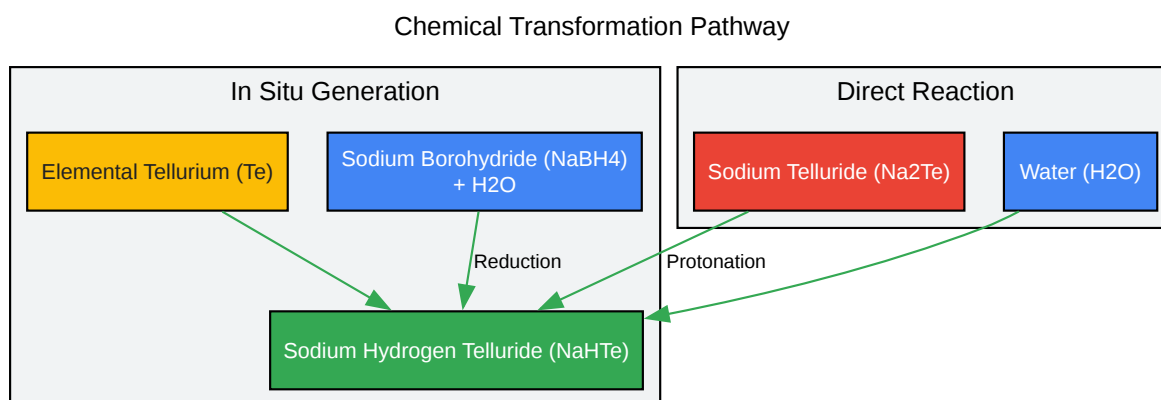 Chemical Transformation Pathway
In Situ Generation
Direct Reaction
Elemental Tellurium (Te)
Sodium Borohydride (NaBH4)
+ H2O
Sodium Telluride (Na2Te)
Water (H2O)
Reduction
Protonation
Sodium Hydrogen Telluride (NaHTe)